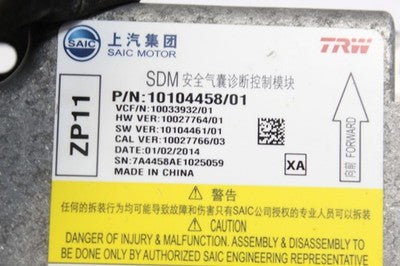 SAIC 上汽集团 TRW
SAIC MOTOR
SDM 安全气囊诊断控制模块
ZP11
P/N:10104458/01
VCF/N:1003392/01
HW VER:10027764/01
SW VER:10104461/01
CAL VER:10027766/03
DATE:01/02/2014
SN:7A4458AE1025059
MADE IN CHINA
XA
向前 FORWARD
⚠ 警告
任何的拆装行为均可能导致故障和伤害只有SAIC公司授权的专业人员可以拆装
⚠ CAUTION
DANGER OF INJURY & MALFUNCTION. ASSEMBLY & DISASSEMBLY TO
BE DONE ONLY BY AUTHORIZED SAIC ENGINEERING REPRESENTATIVE